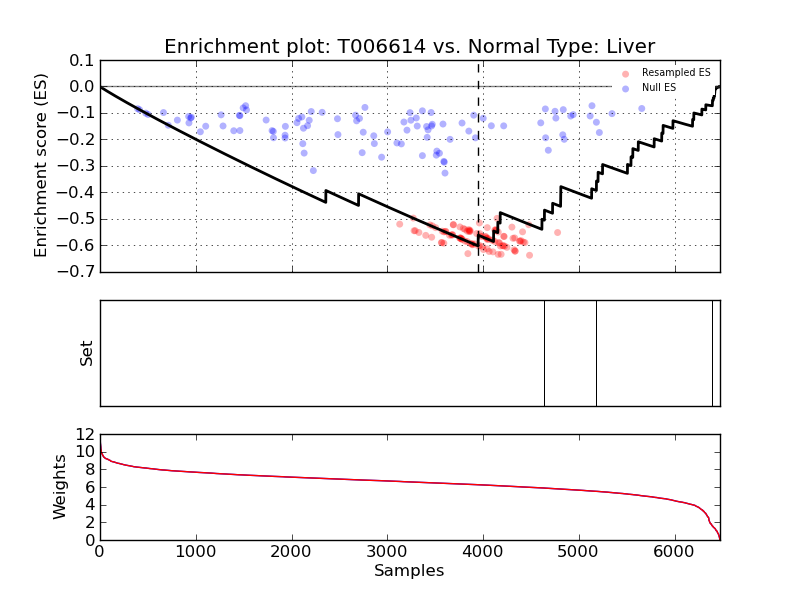 Enrichment plot: T006614 vs. Normal Type: Liver
Enrichment score (ES)
0.1
0.0
−0.1
−0.2
−0.3
−0.4
−0.5
−0.6
−0.7
Resampled ES
Null ES
Set
Weights
12
10
8
6
4
2
0
0 1000 2000 3000 4000 5000 6000
Samples